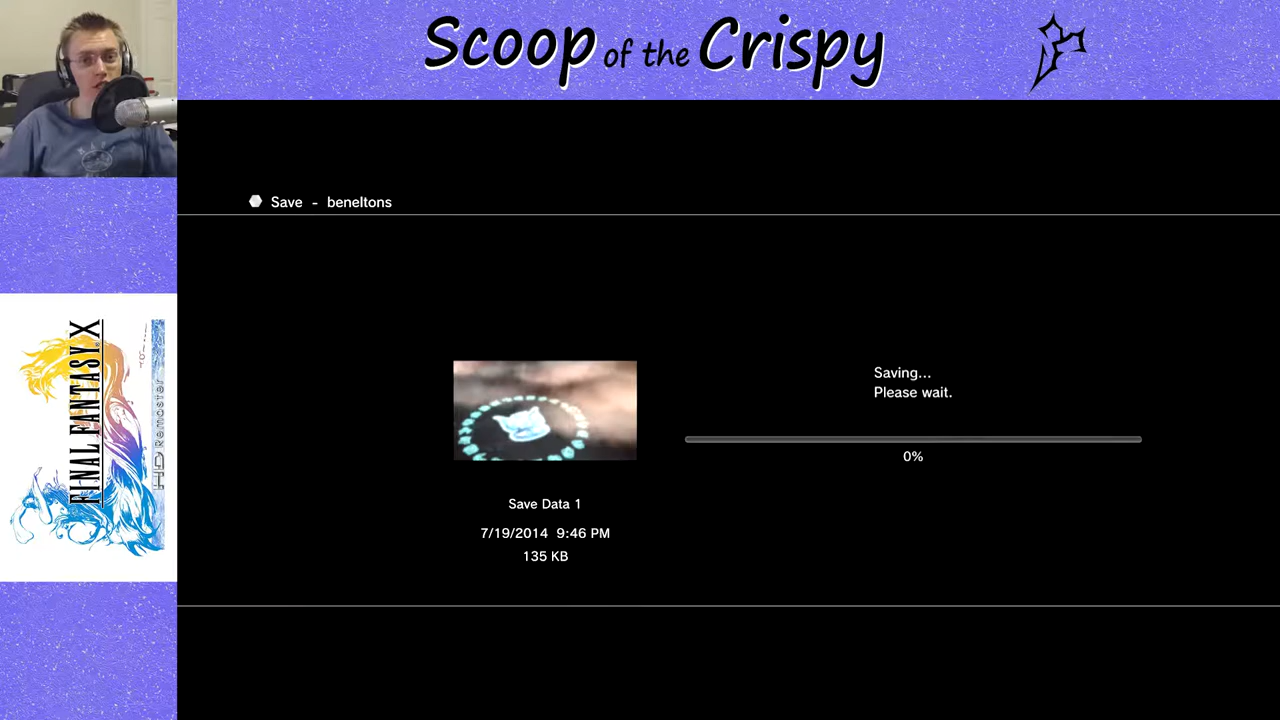 Scoop of the Crispy
Save - beneltons
Saving...
Please wait.
0%
Save Data 1
7/19/2014 9:46 PM
135 KB
FINAL FANTASY X
HD Remaster